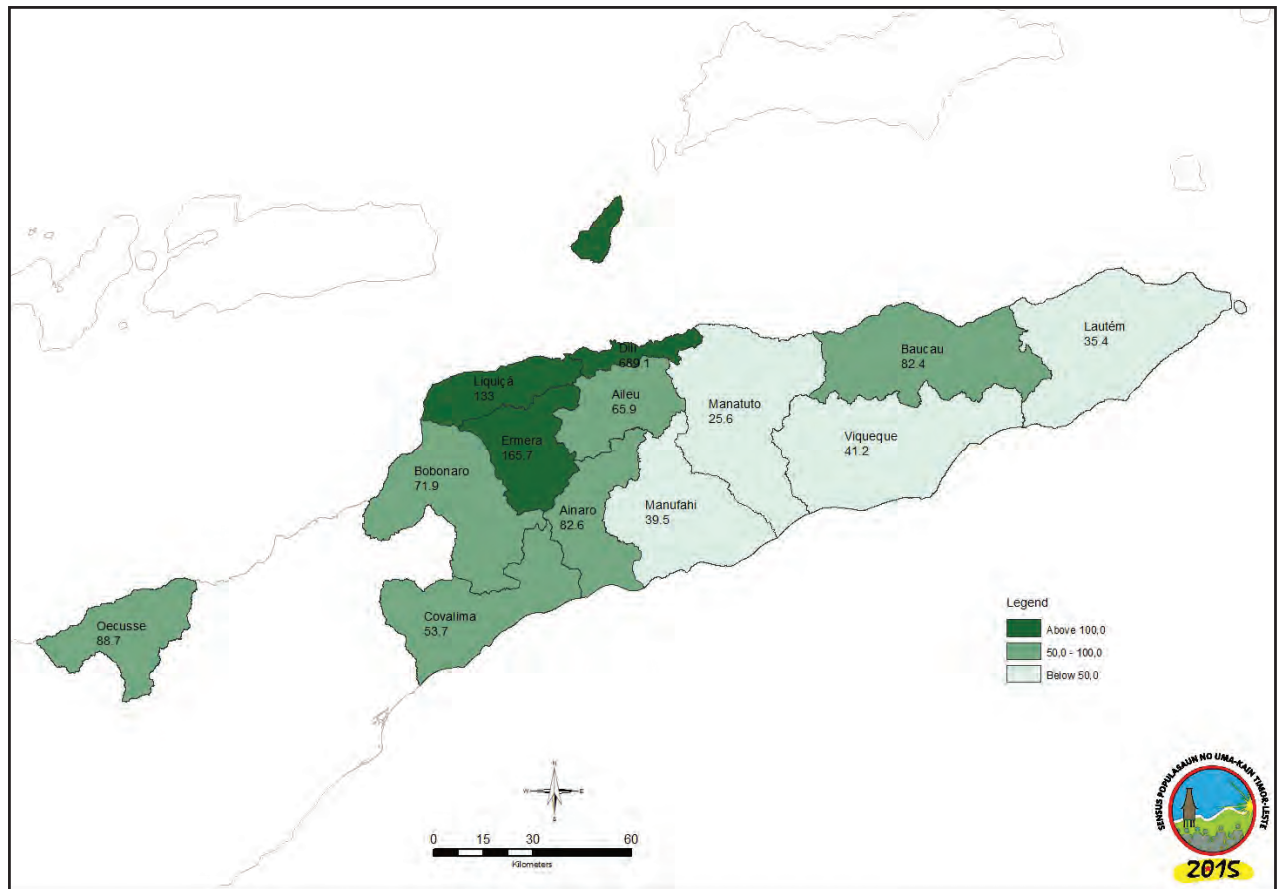 Dili
689.1
Liquiçá
133
Aileu
65.9
Ermera
165.7
Bobonaro
71.9
Ainaro
82.6
Manatuto
25.6
Manufahi
39.5
Baucau
82.4
Viqueque
41.2
Lautém
35.4
Covalima
53.7
Oecusse
88.7
Legend
Above 100,0
50,0 - 100,0
Below 50,0
N
W
E
S
0 15 30 60
Kilometers
SENSUS POPULASAUN NO UMA-KAIN TIMOR-LESTE
2015